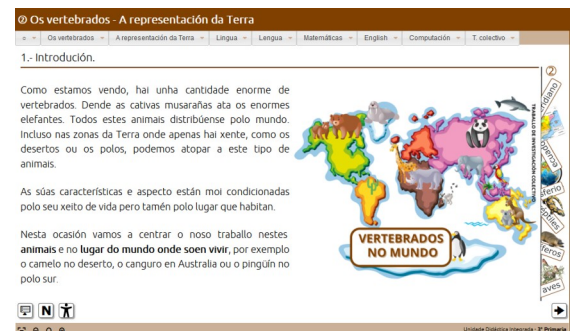 ② Os vertebrados - A representación da Terra
Os vertebrados
A representación da Terra
Lingua
Lengua
Matemáticas
English
Computación
T. colectivo
1.- Introdución.
Como estamos vendo, hai unha cantidade enorme de
vertebrados. Dende as cativas musarañas ata os enormes
elefantes. Todos estes animais distribúense polo mundo.
Incluso nas zonas da Terra onde apenas hai xente, como os
desertos ou os polos, podemos atopar a este tipo de
animais.
As súas características e aspecto están moi condicionadas
polo seu xeito de vida pero tamén polo lugar que habitan.
Nesta ocasión vamos a centrar o noso traballo nestes
animais e no lugar do mundo onde soen vivir, por exemplo
o camelo no deserto, o canguro en Australia ou o pingüín no
polo sur.
VERTEBRADOS
NO MUNDO
TRABALLO DE INVESTIGACIÓN COLECTIVO
②
aves
N
Unidade Didáctica Integrada - 3º Primaria